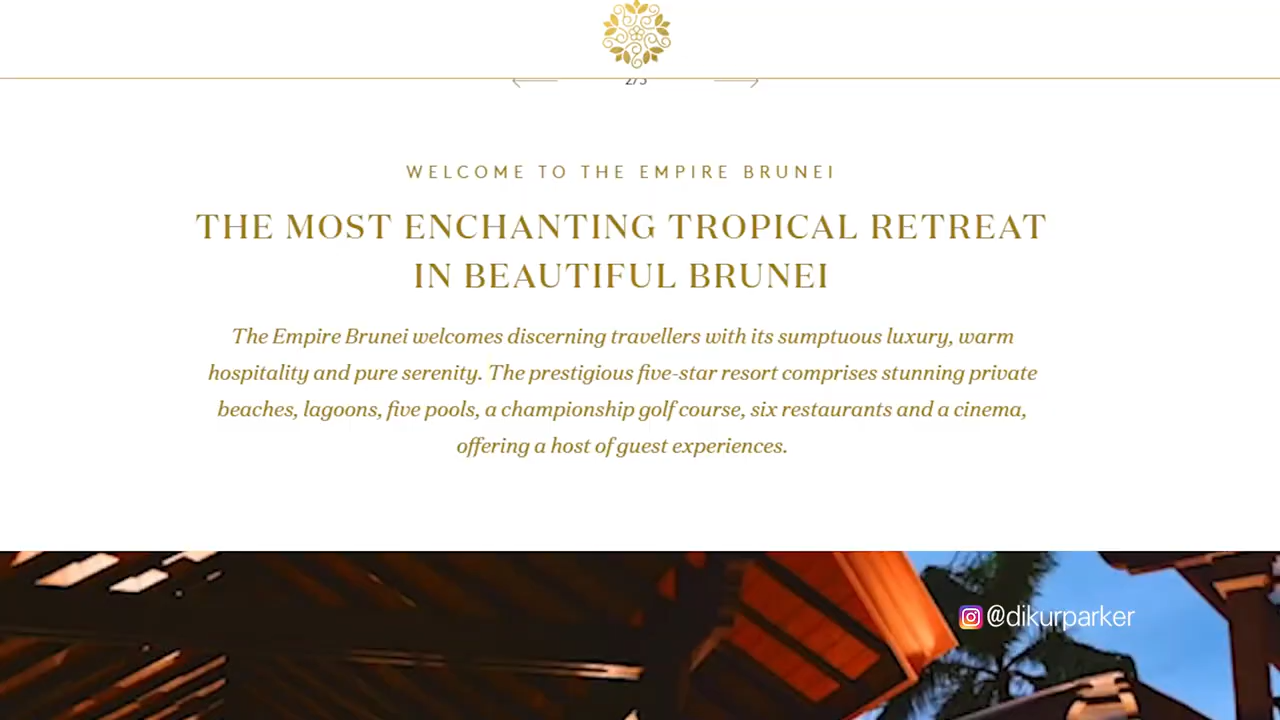 WELCOME TO THE EMPIRE BRUNEI
THE MOST ENCHANTING TROPICAL RETREAT
IN BEAUTIFUL BRUNEI
The Empire Brunei welcomes discerning travellers with its sumptuous luxury, warm
hospitality and pure serenity. The prestigious five-star resort comprises stunning private
beaches, lagoons, five pools, a championship golf course, six restaurants and a cinema,
offering a host of guest experiences.
@dikurparker